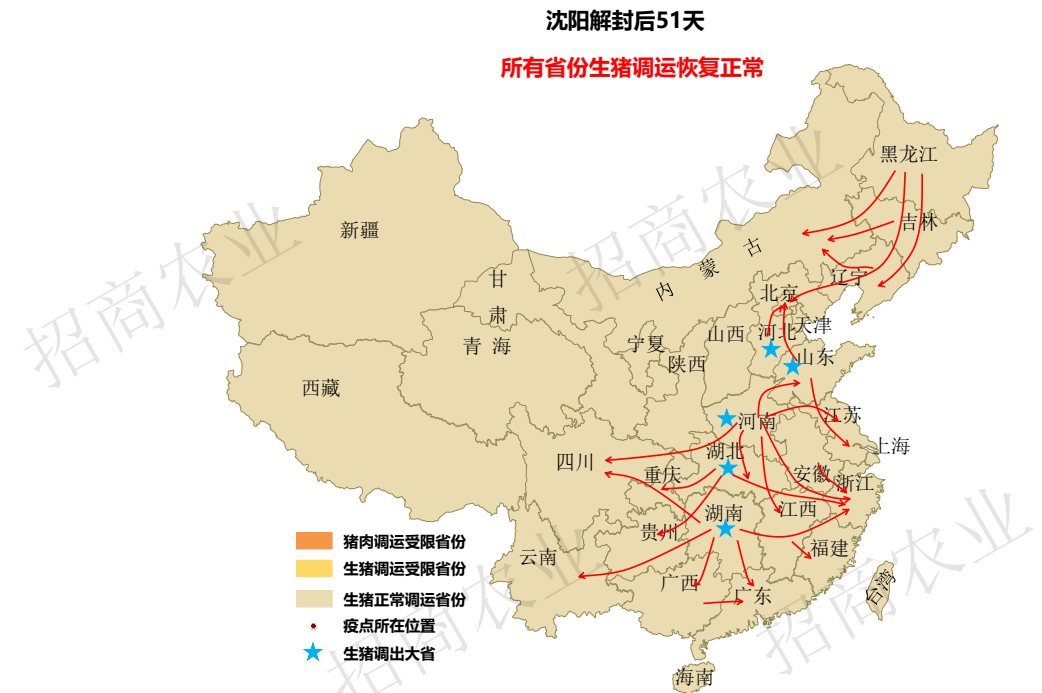 沈阳解封后51天
所有省份生猪调运恢复正常
黑龙江
吉林
新疆
内蒙古
辽宁
甘肃
北京
天津
河北
山西
宁夏
青海
陕西
山东
西藏
江苏
河南
上海
湖北
四川
重庆
安徽
浙江
江西
湖南
贵州
福建
云南
广西
广东
台湾
海南
猪肉调运受限省份
生猪调运受限省份
生猪正常调运省份
疫点所在位置
生猪调出大省
招商农业
招商农业
招商农业
招商农业